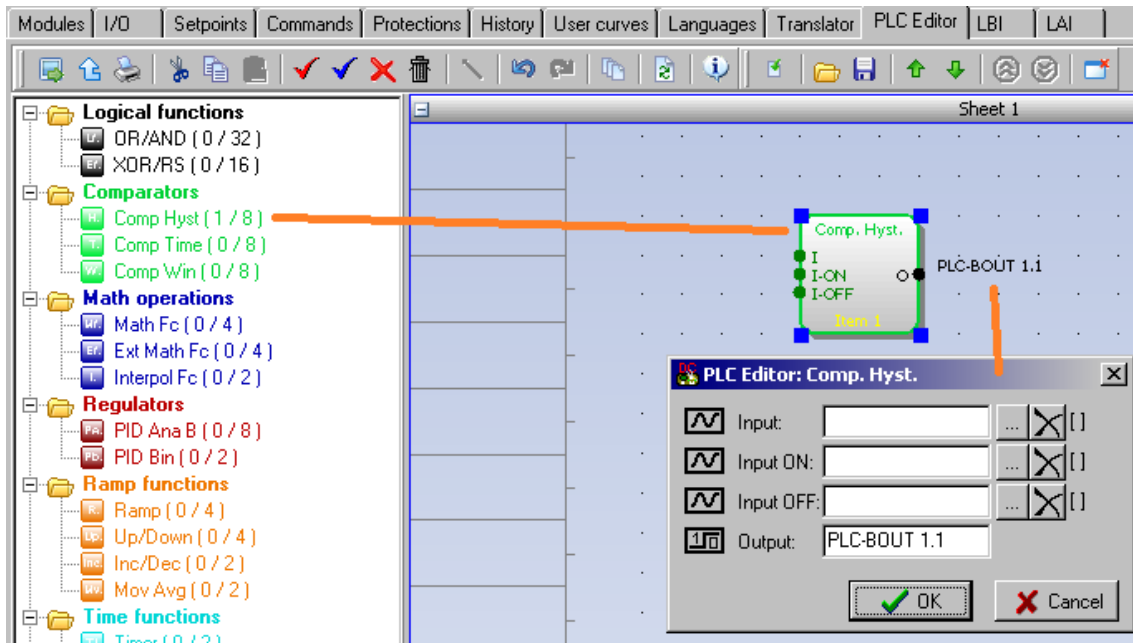 Modules I/O Setpoints Commands Protections History User curves Languages Translator PLC Editor LBI LAI
Sheet 1
Logical functions
OR/AND ( 0 / 32 )
XOR/RS ( 0 / 16 )
Comparators
Comp Hyst ( 1 / 8 )
Comp Time ( 0 / 8 )
Comp Win ( 0 / 8 )
Math operations
Math Fc ( 0 / 4 )
Ext Math Fc ( 0 / 4 )
Interpol Fc ( 0 / 2 )
Regulators
PID Ana B ( 0 / 8 )
PID Bin ( 0 / 2 )
Ramp functions
Ramp ( 0 / 4 )
Up/Down ( 0 / 4 )
Inc/Dec ( 0 / 2 )
Mov Avg ( 0 / 2 )
Time functions
Timer ( 0 / 2 )
Comp. Hyst.
I
I-ON O
I-OFF
Item 1
PLC-BOUT 1.1
PLC Editor: Comp. Hyst.
Input: ... [ ]
Input ON: ... [ ]
Input OFF: ... [ ]
Output: PLC-BOUT 1.1
OK Cancel